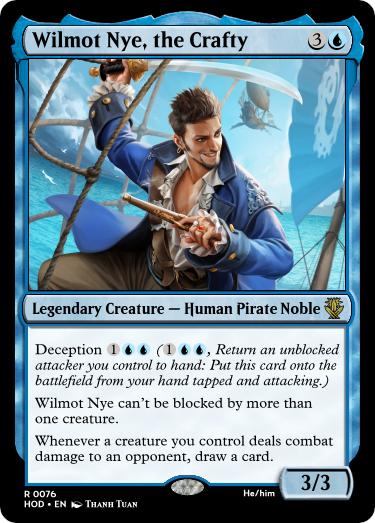 Wilmot Nye, the Crafty 3
Legendary Creature — Human Pirate Noble
Deception 1 (1, Return an unblocked
attacker you control to hand: Put this card onto the
battlefield from your hand tapped and attacking.)
Wilmot Nye can't be blocked by more than
one creature.
Whenever a creature you control deals combat
damage to an opponent, draw a card.
3/3
R 0076
He/him
HOD • EN Thanh Tuan